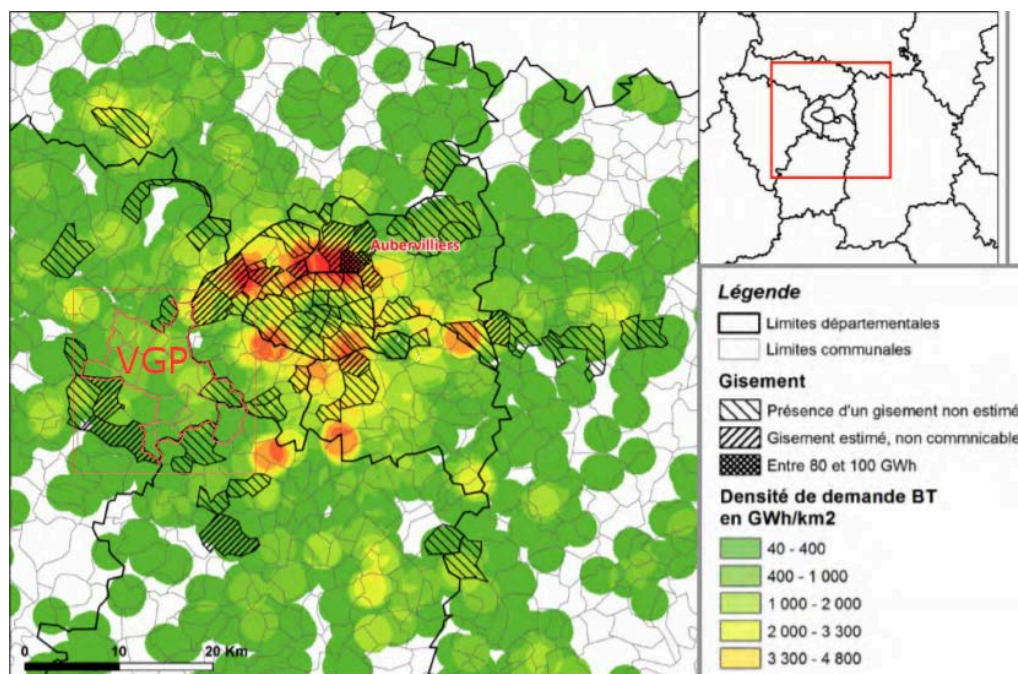 Aubervilliers
VGP
0 10 20 Km
Légende
Limites départementales
Limites communales
Gisement
Présence d'un gisement non estimé
Gisement estimé, non commnicable
Entre 80 et 100 GWh
Densité de demande BT
en GWh/km2
40 - 400
400 - 1 000
1 000 - 2 000
2 000 - 3 300
3 300 - 4 800